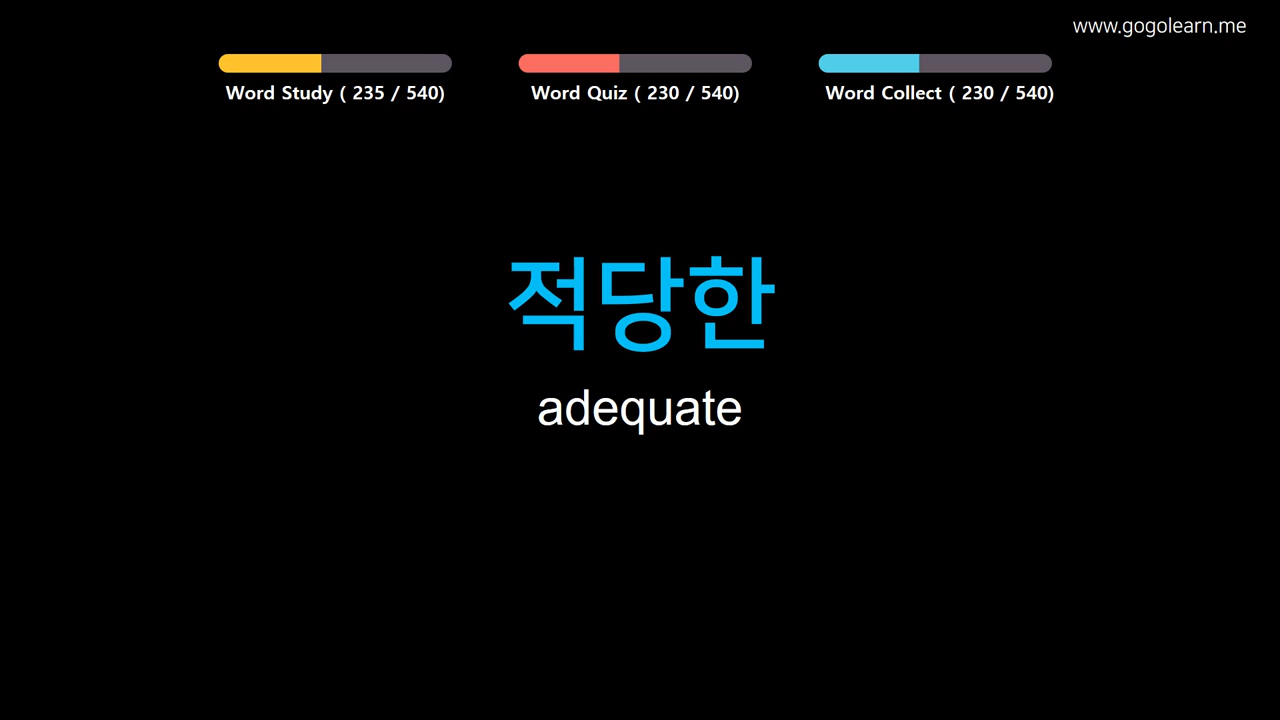 www.gogolearn.me
Word Study ( 235 / 540)
Word Quiz ( 230 / 540)
Word Collect ( 230 / 540)
적당한
adequate